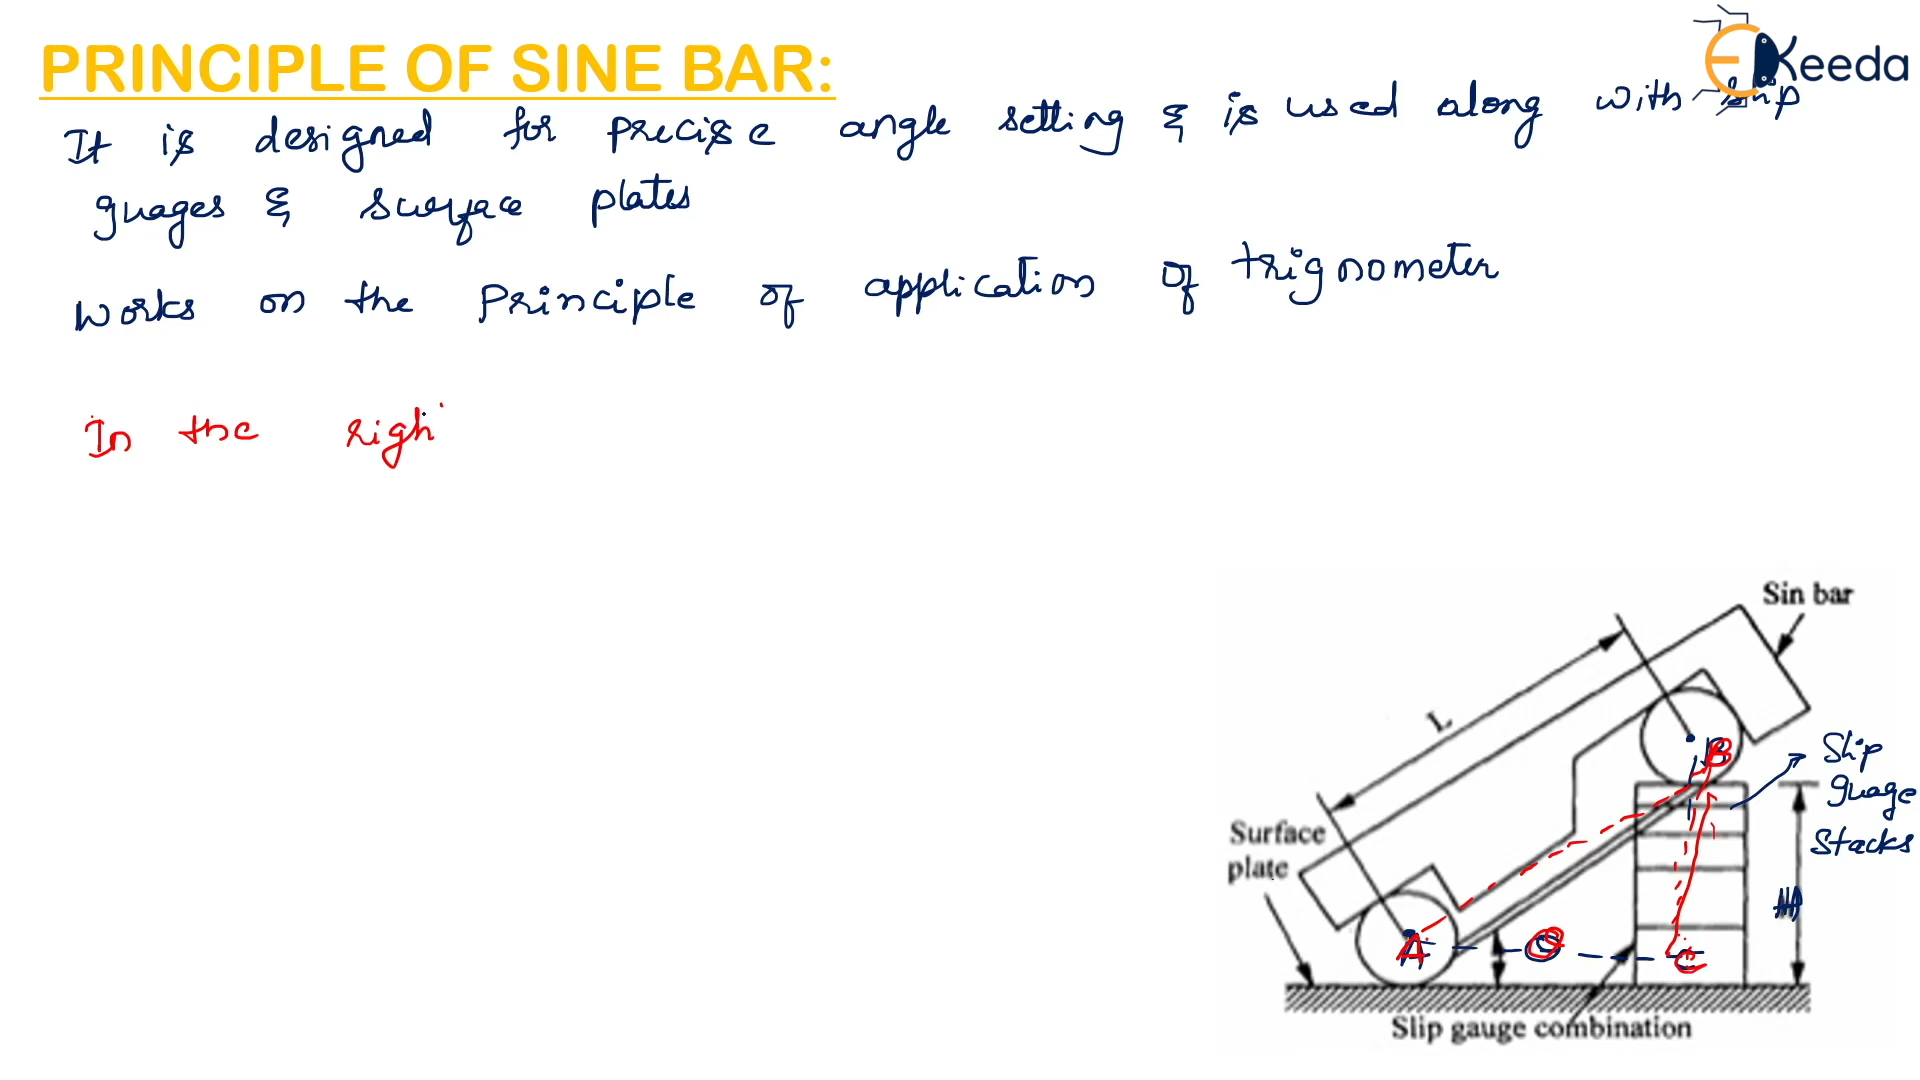 PRINCIPLE OF SINE BAR:
EKeeda
It is designed for precise angle setting & is used along with slip
guages & surface plates
Works on the Principle of application of trignometer
In the righ
Sin bar
L
B
Slip
guage
Stacks
Surface
plate
H
A
θ
C
Slip gauge combination